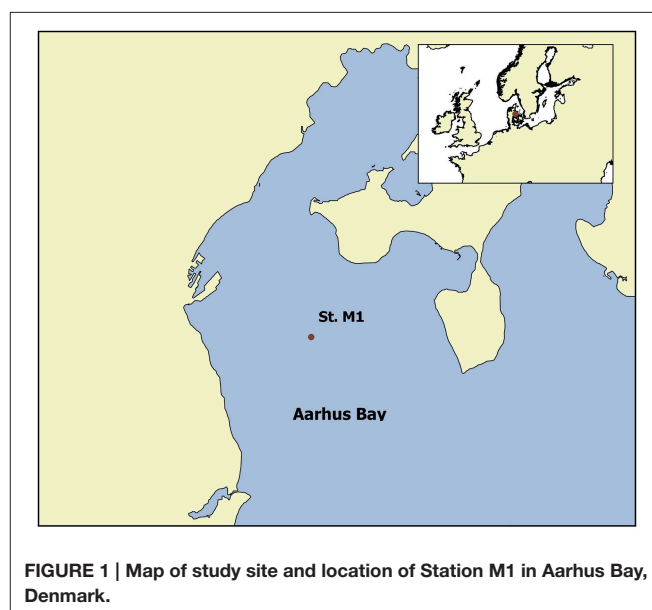 St. M1
Aarhus Bay
FIGURE 1 | Map of study site and location of Station M1 in Aarhus Bay,
Denmark.